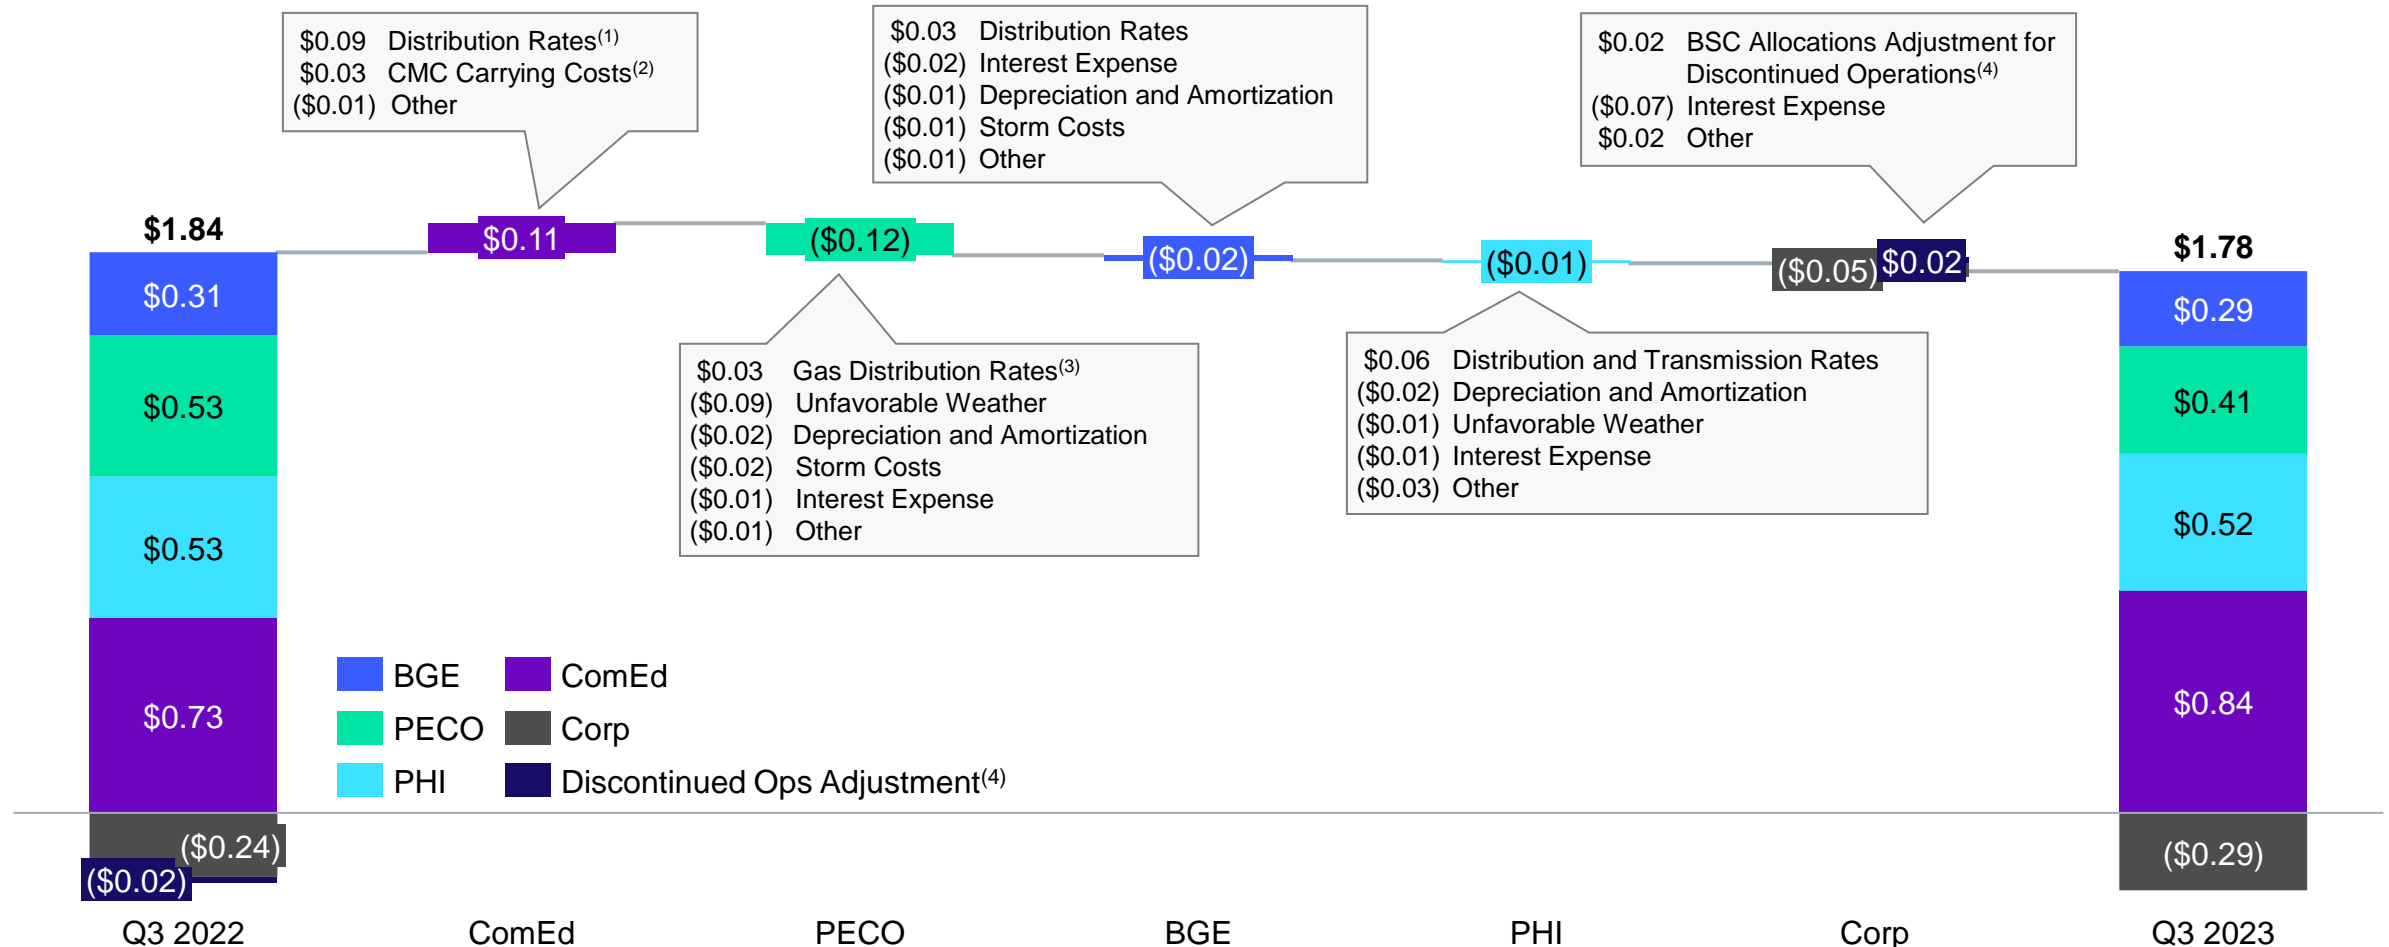 $0.09 Distribution Rates(1)
$0.03 CMC Carrying Costs(2)
($0.01) Other
$0.03 Distribution Rates
($0.02) Interest Expense
($0.01) Depreciation and Amortization
($0.01) Storm Costs
($0.01) Other
$0.02 BSC Allocations Adjustment for
Discontinued Operations(4)
($0.07) Interest Expense
$0.02 Other
$1.84
$0.11
($0.12)
($0.02)
($0.01)
($0.05)
$0.02
$1.78
$0.31
$0.53
$0.53
$0.73
($0.24)
($0.02)
$0.03 Gas Distribution Rates(3)
($0.09) Unfavorable Weather
($0.02) Depreciation and Amortization
($0.02) Storm Costs
($0.01) Interest Expense
($0.01) Other
$0.06 Distribution and Transmission Rates
($0.02) Depreciation and Amortization
($0.01) Unfavorable Weather
($0.01) Interest Expense
($0.03) Other
$0.29
$0.41
$0.52
$0.84
($0.29)
BGE
ComEd
PECO
Corp
PHI
Discontinued Ops Adjustment(4)
Q3 2022
ComEd
PECO
BGE
PHI
Corp
Q3 2023